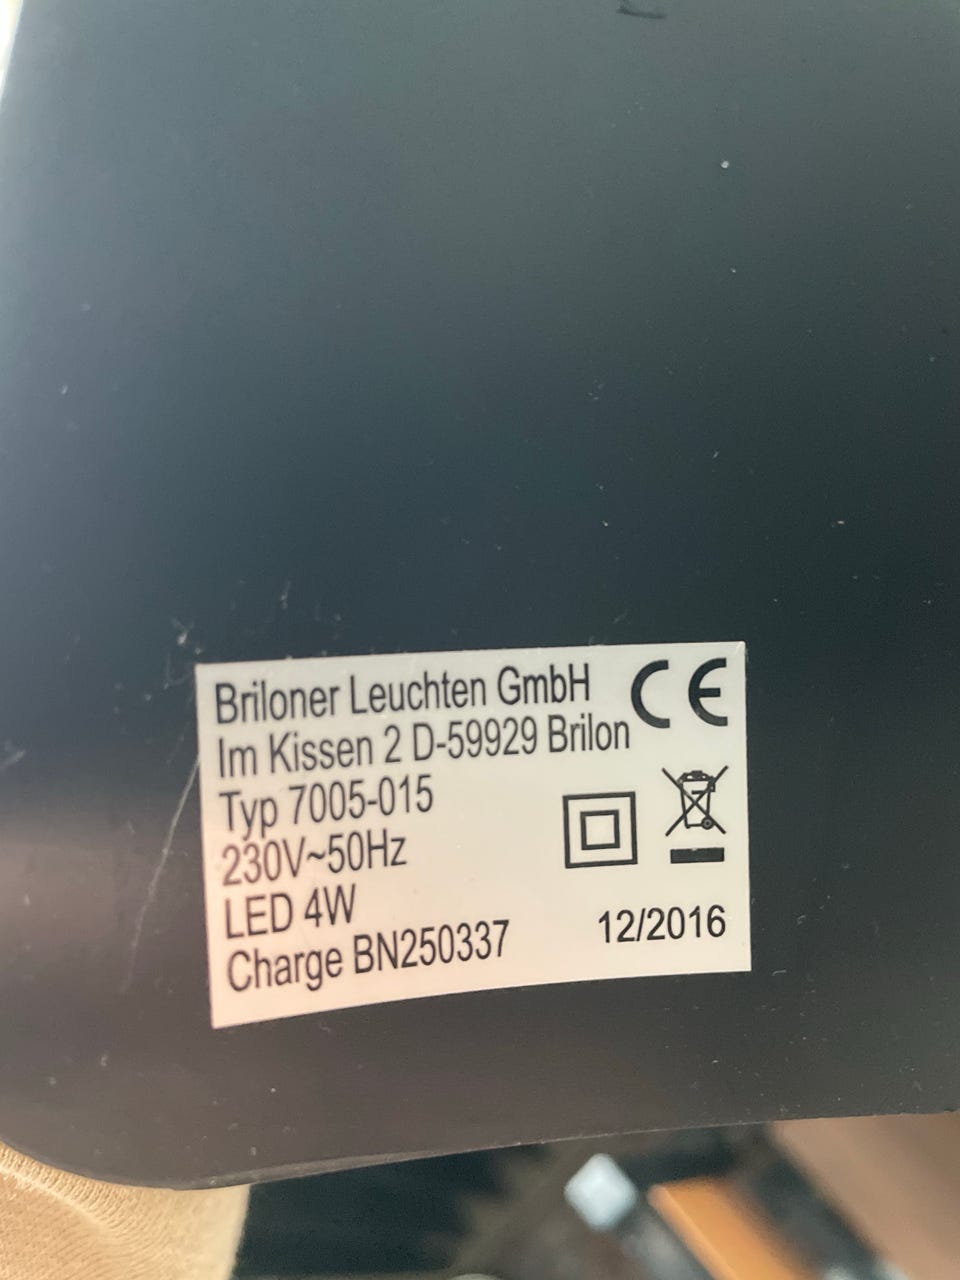 Briloner Leuchten GmbH CE
Im Kissen 2 D-59929 Brilon
Typ 7005-015
230V~50Hz
LED 4W
Charge BN250337 12/2016